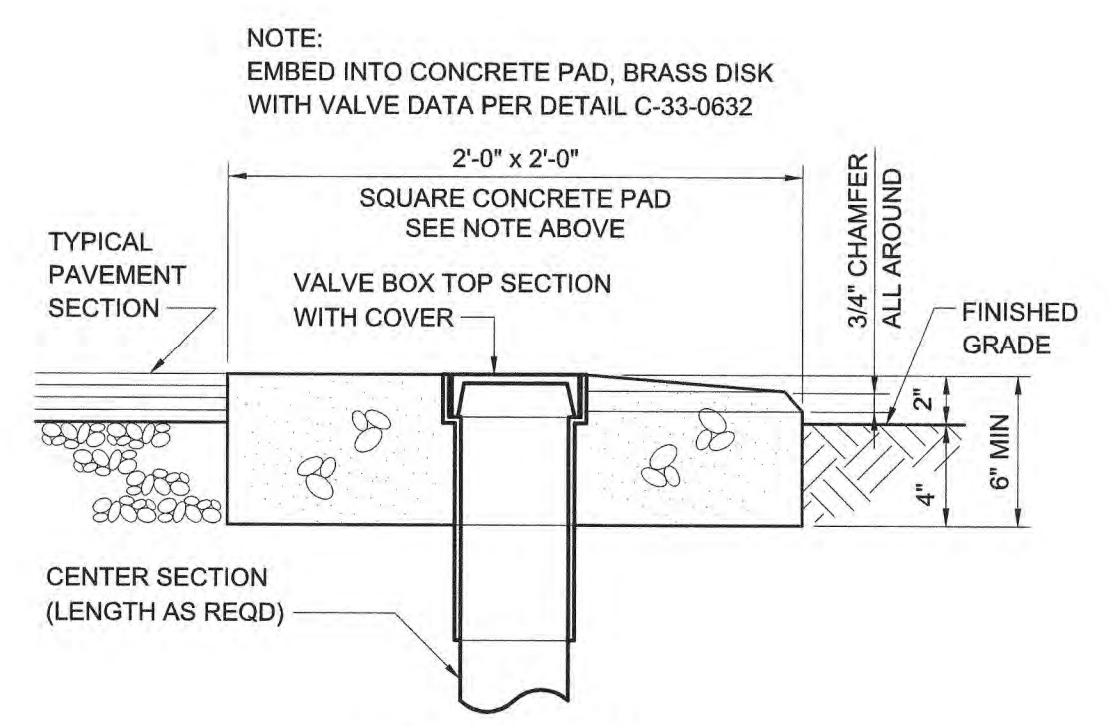 NOTE:
EMBED INTO CONCRETE PAD, BRASS DISK
WITH VALVE DATA PER DETAIL C-33-0632
2'-0" x 2'-0"
SQUARE CONCRETE PAD
SEE NOTE ABOVE
3/4" CHAMFER
ALL AROUND
TYPICAL
PAVEMENT
SECTION
VALVE BOX TOP SECTION
WITH COVER
FINISHED
GRADE
2"
4"
6" MIN
CENTER SECTION
(LENGTH AS REQD)